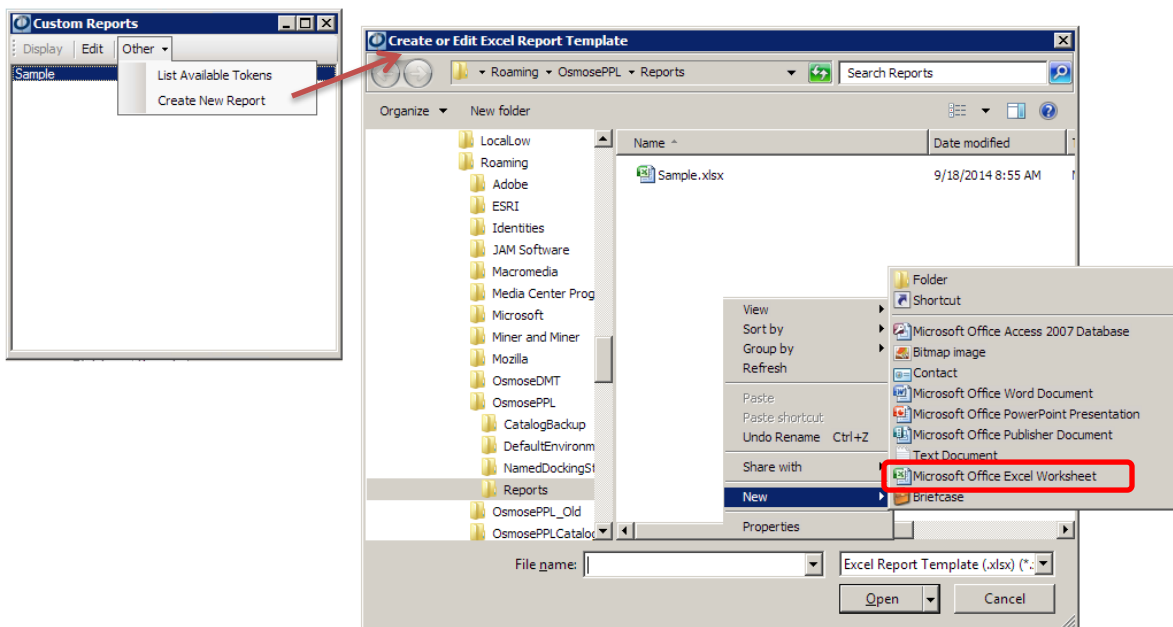 Custom Reports
Display Edit Other
Sample
List Available Tokens
Create New Report
Create or Edit Excel Report Template
Roaming OsmosePPL Reports
Search Reports
Organize New folder
LocalLow
Roaming
Adobe
ESRI
Identities
JAM Software
Macromedia
Media Center Prog
Microsoft
Miner and Miner
Mozilla
OsmoseDMT
OsmosePPL
CatalogBackup
DefaultEnvironm
NamedDockingSt
Reports
OsmosePPL_Old
OsmosePPLCatalog
Name Date modified
Sample.xlsx 9/18/2014 8:55 AM
View
Sort by
Group by
Refresh
Paste
Paste shortcut
Undo Rename Ctrl+Z
Share with
New
Properties
Folder
Shortcut
Microsoft Office Access 2007 Database
Bitmap image
Contact
Microsoft Office Word Document
Microsoft Office PowerPoint Presentation
Microsoft Office Publisher Document
Text Document
Microsoft Office Excel Worksheet
Briefcase
File name:
Excel Report Template (.xlsx) (*.
Open Cancel